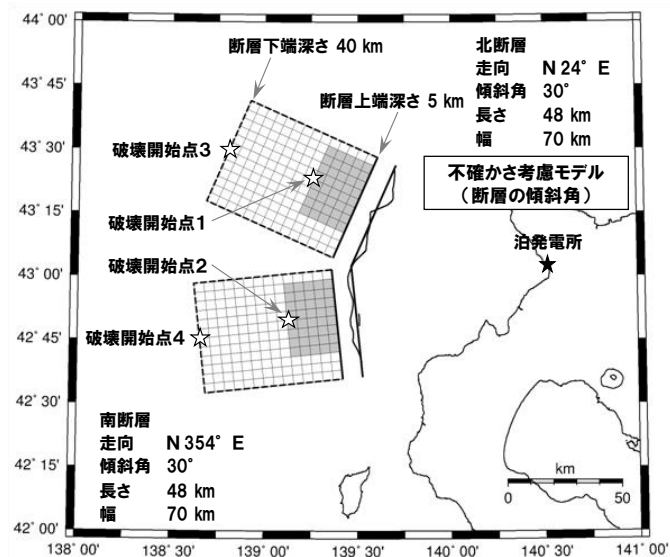 44° 00'
43° 45'
43° 30'
43° 15'
43° 00'
42° 45'
42° 30'
42° 15'
42° 00'
138° 00'
138° 30'
139° 00'
139° 30'
140° 00'
140° 30'
141° 00'
断層下端深さ 40 km
断層上端深さ 5 km
北断層
走向 N 24° E
傾斜角 30°
長さ 48 km
幅 70 km
不確かさ考慮モデル
(断層の傾斜角)
泊発電所
破壊開始点3
破壊開始点1
破壊開始点2
破壊開始点4
南断層
走向 N 354° E
傾斜角 30°
長さ 48 km
幅 70 km
km
0 50